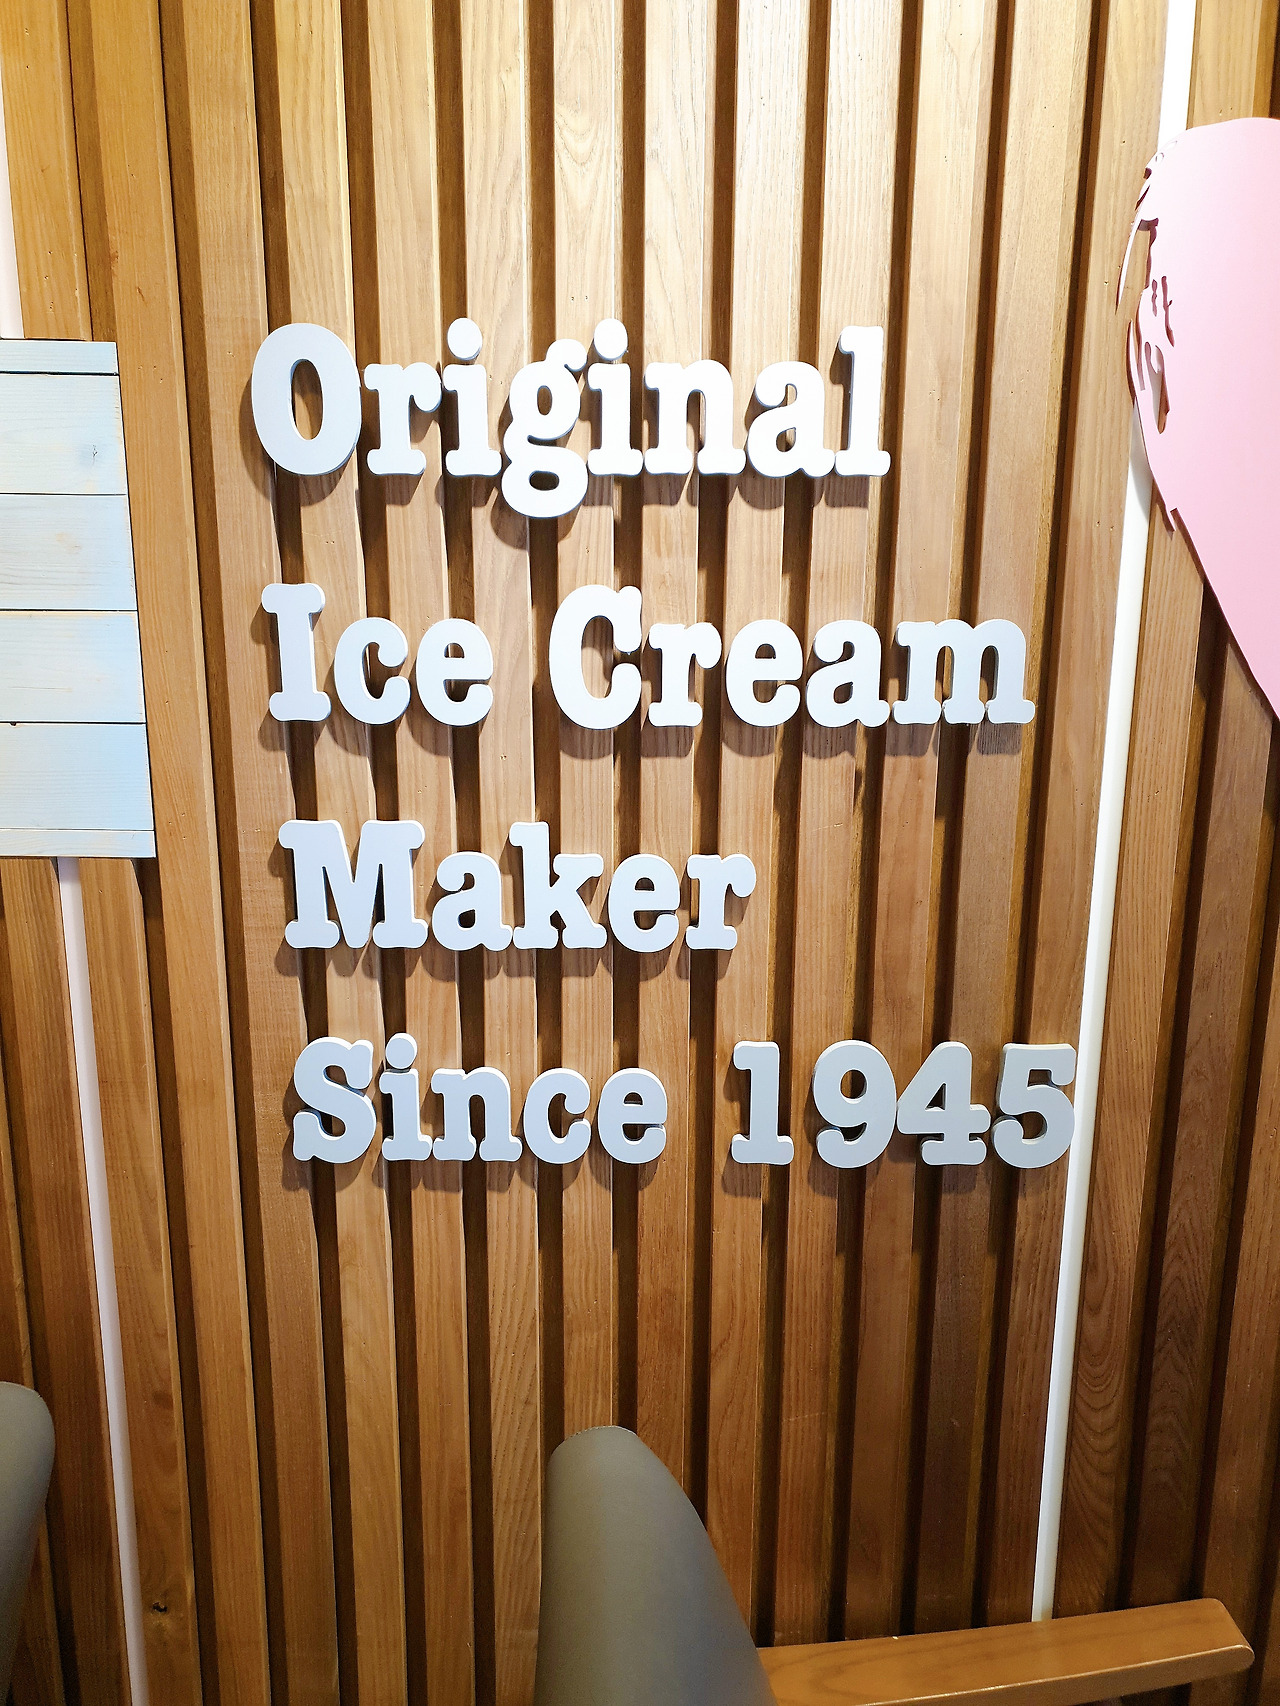 Original
Ice Cream
Maker
Since 1945